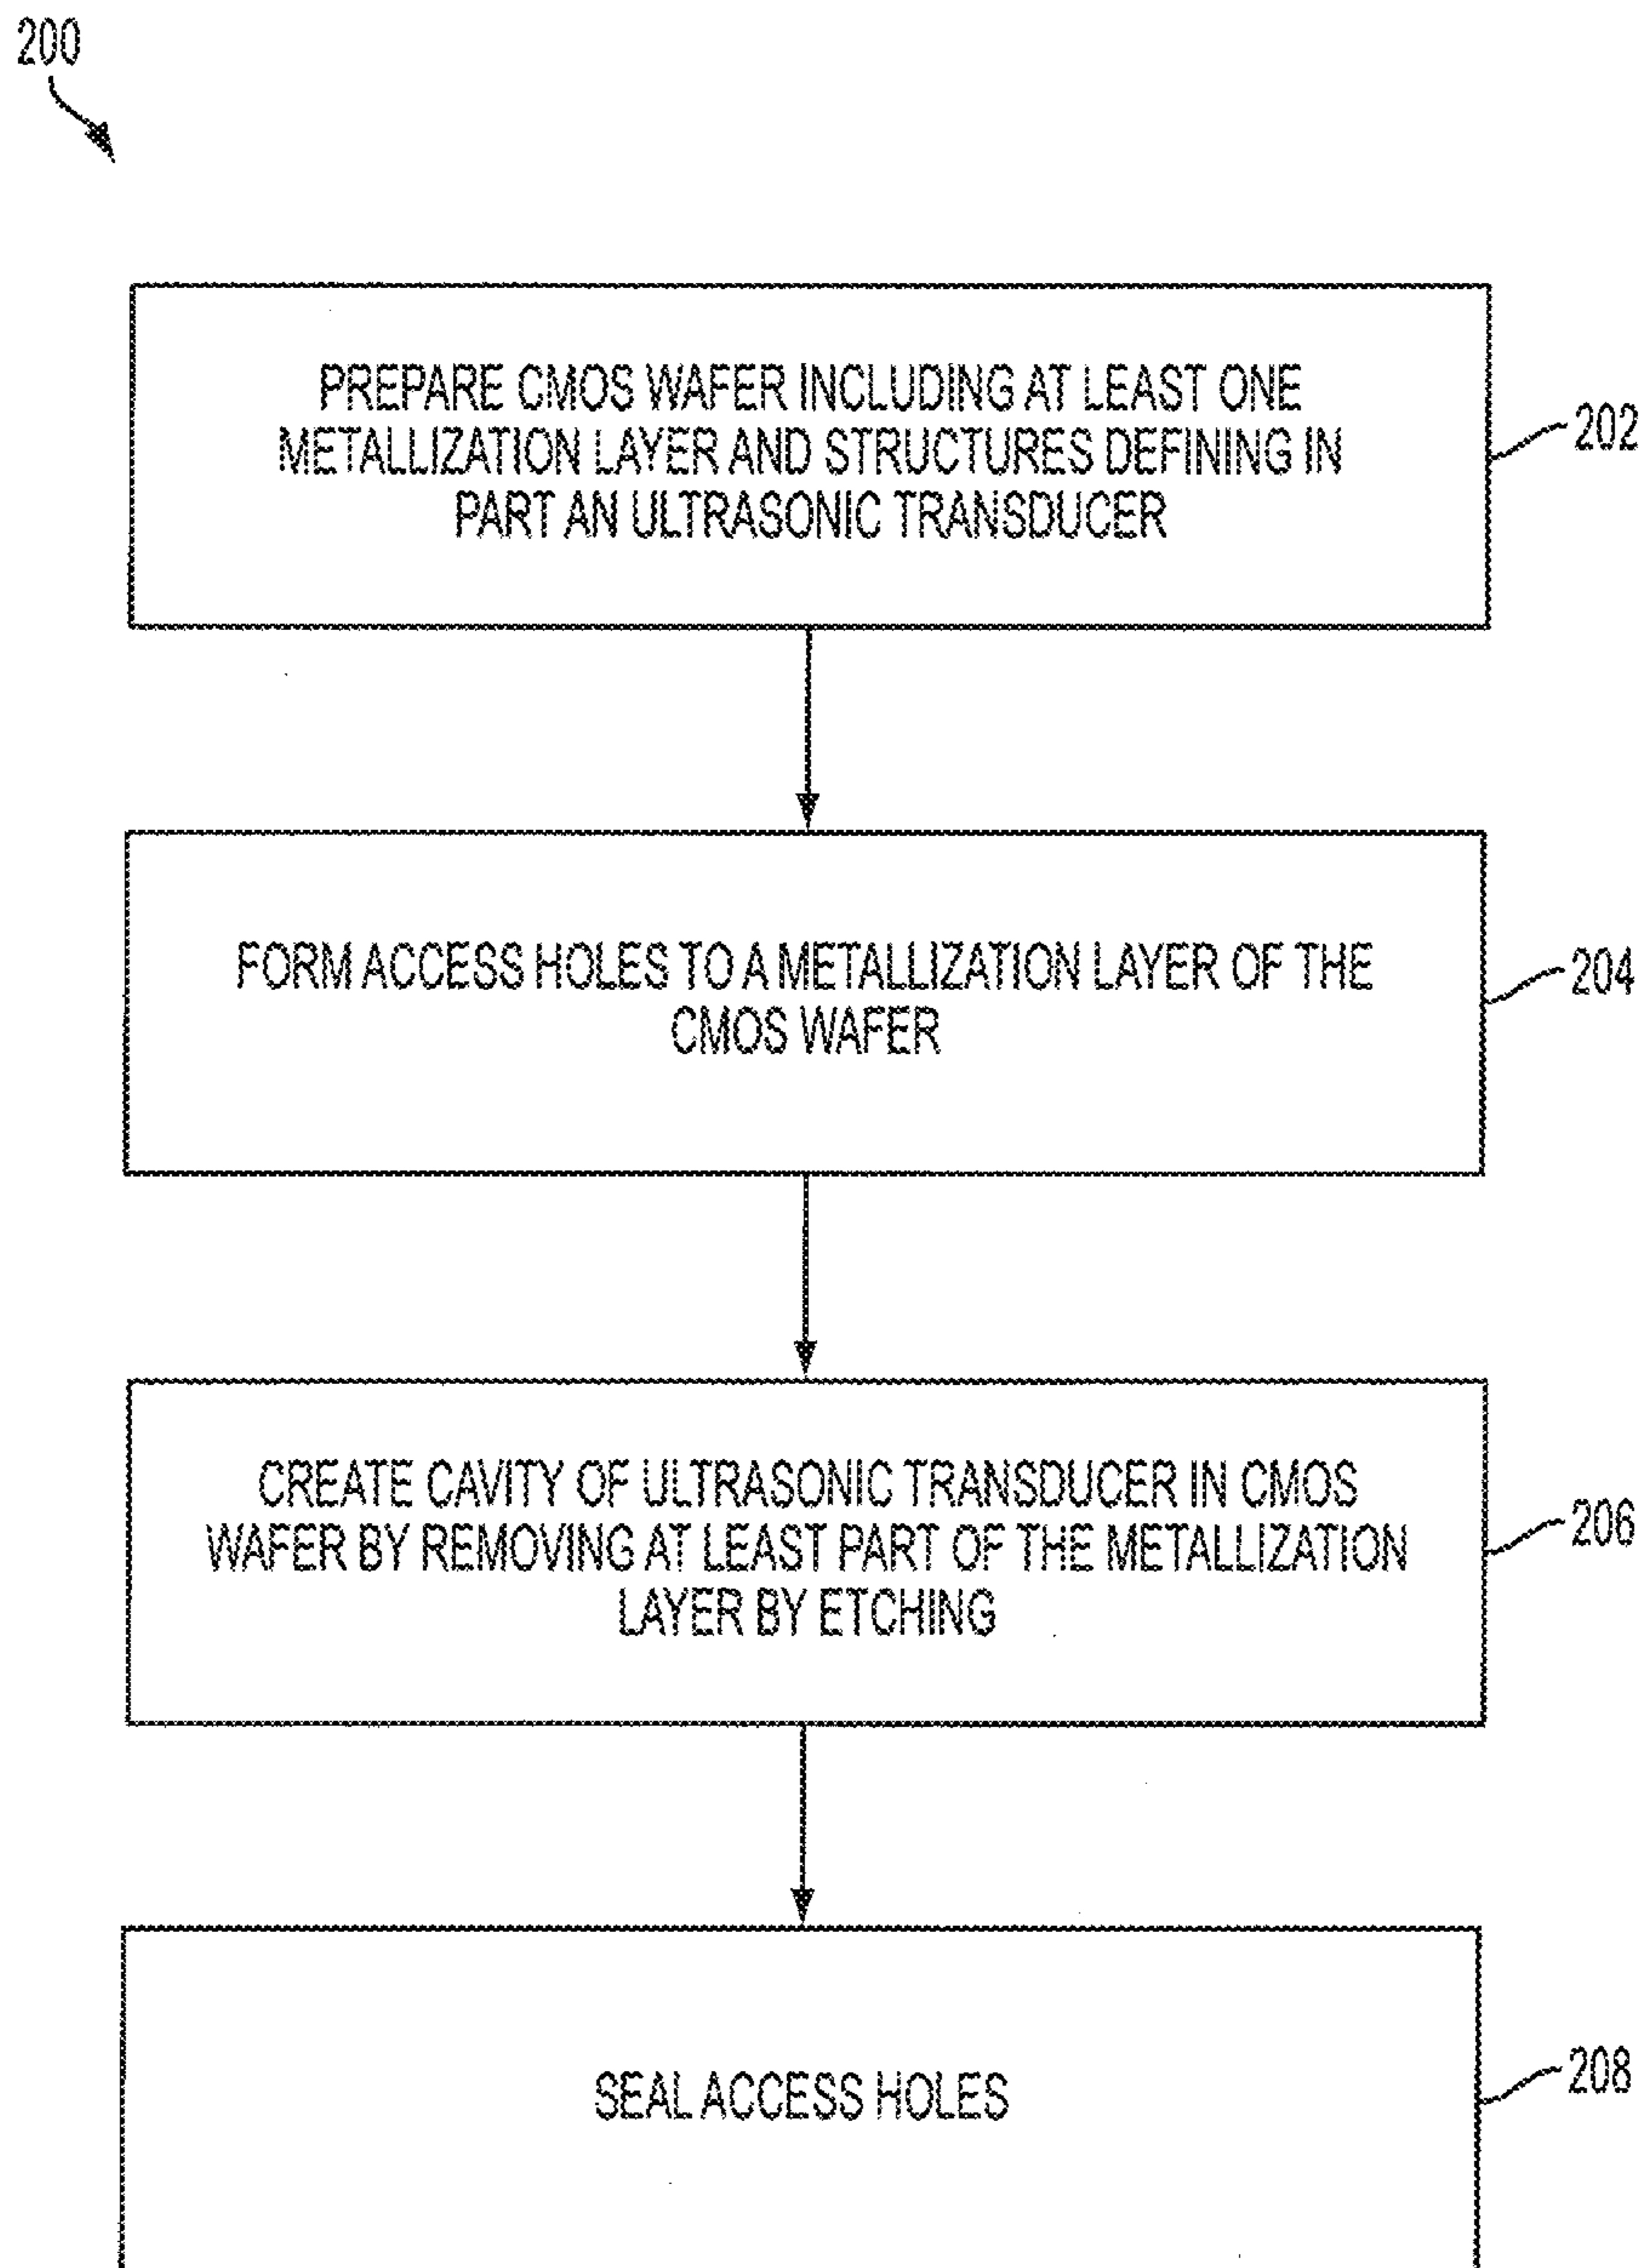 200
PREPARE CMOS WAFER INCLUDING AT LEAST ONE
METALLIZATION LAYER AND STRUCTURES DEFINING IN
PART AN ULTRASONIC TRANSDUCER
202
FORM ACCESS HOLES TO A METALLIZATION LAYER OF THE
CMOS WAFER
204
CREATE CAVITY OF ULTRASONIC TRANSDUCER IN CMOS
WAFER BY REMOVING AT LEAST PART OF THE METALLIZATION
LAYER BY ETCHING
206
SEAL ACCESS HOLES
208